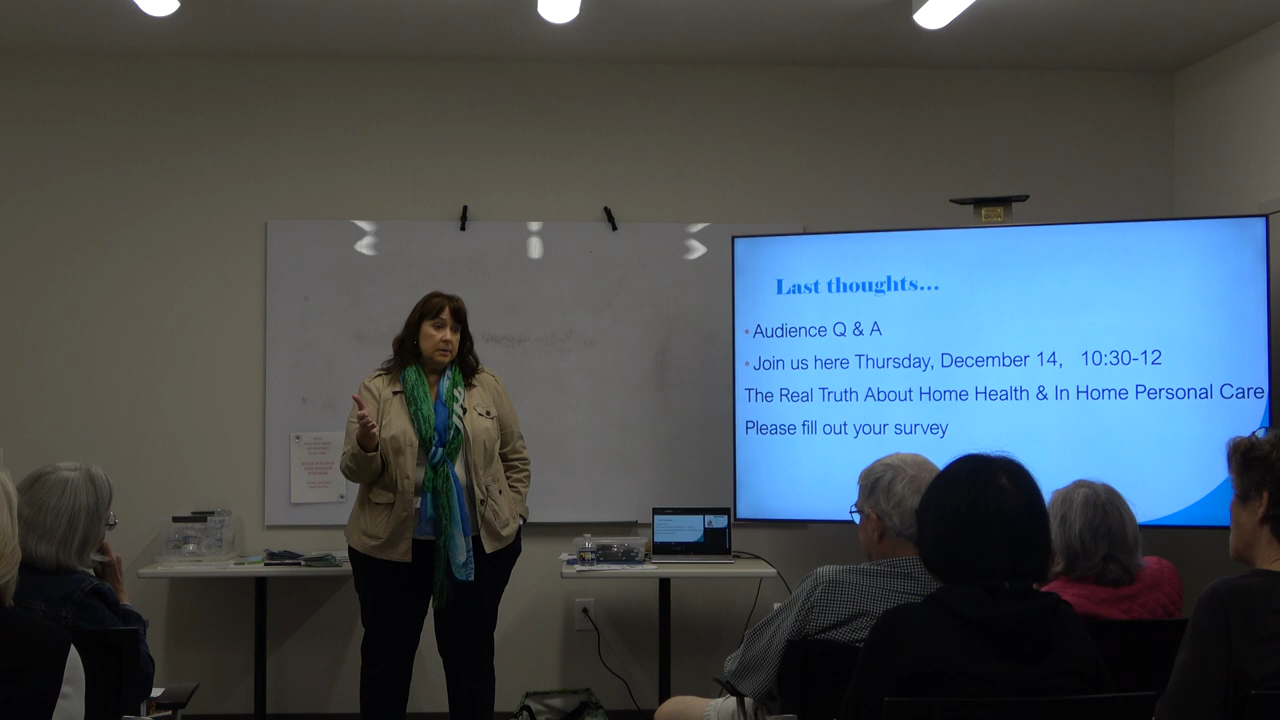 Last thoughts...
• Audience Q & A
• Join us here Thursday, December 14, 10:30-12
The Real Truth About Home Health & In Home Personal Care
Please fill out your survey